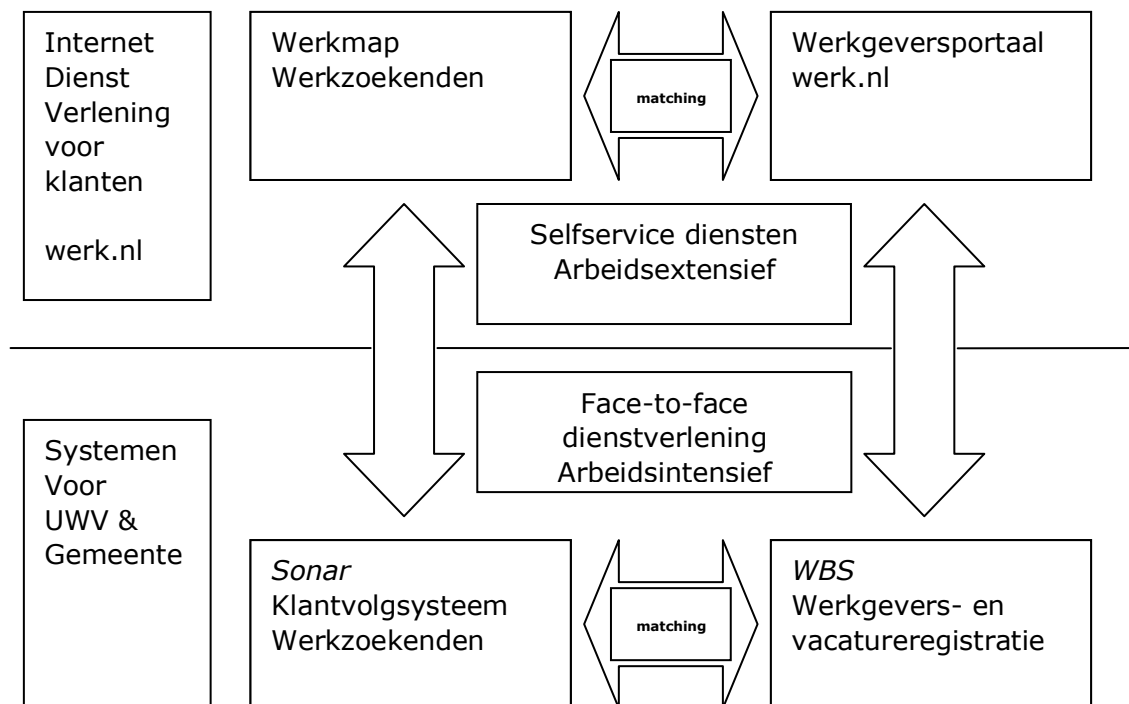 Internet
Dienst
Verlening
voor
klanten
werk.nl
Werkmap
Werkzoekenden
matching
Werkgeversportaal
werk.nl
Selfservice diensten
Arbeidsextensief
Face-to-face
dienstverlening
Arbeidsintensief
Systemen
Voor
UWV &
Gemeente
Sonar
Klantvolgsysteem
Werkzoekenden
matching
WBS
Werkgevers- en
vacatureregistratie